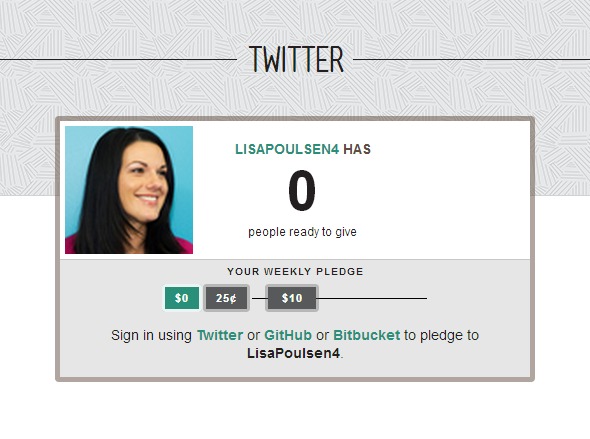 TWITTER
LISAPOULSEN4 HAS
0
people ready to give
YOUR WEEKLY PLEDGE
$0 25¢ $10
Sign in using Twitter or GitHub or Bitbucket to pledge to
LisaPoulsen4.